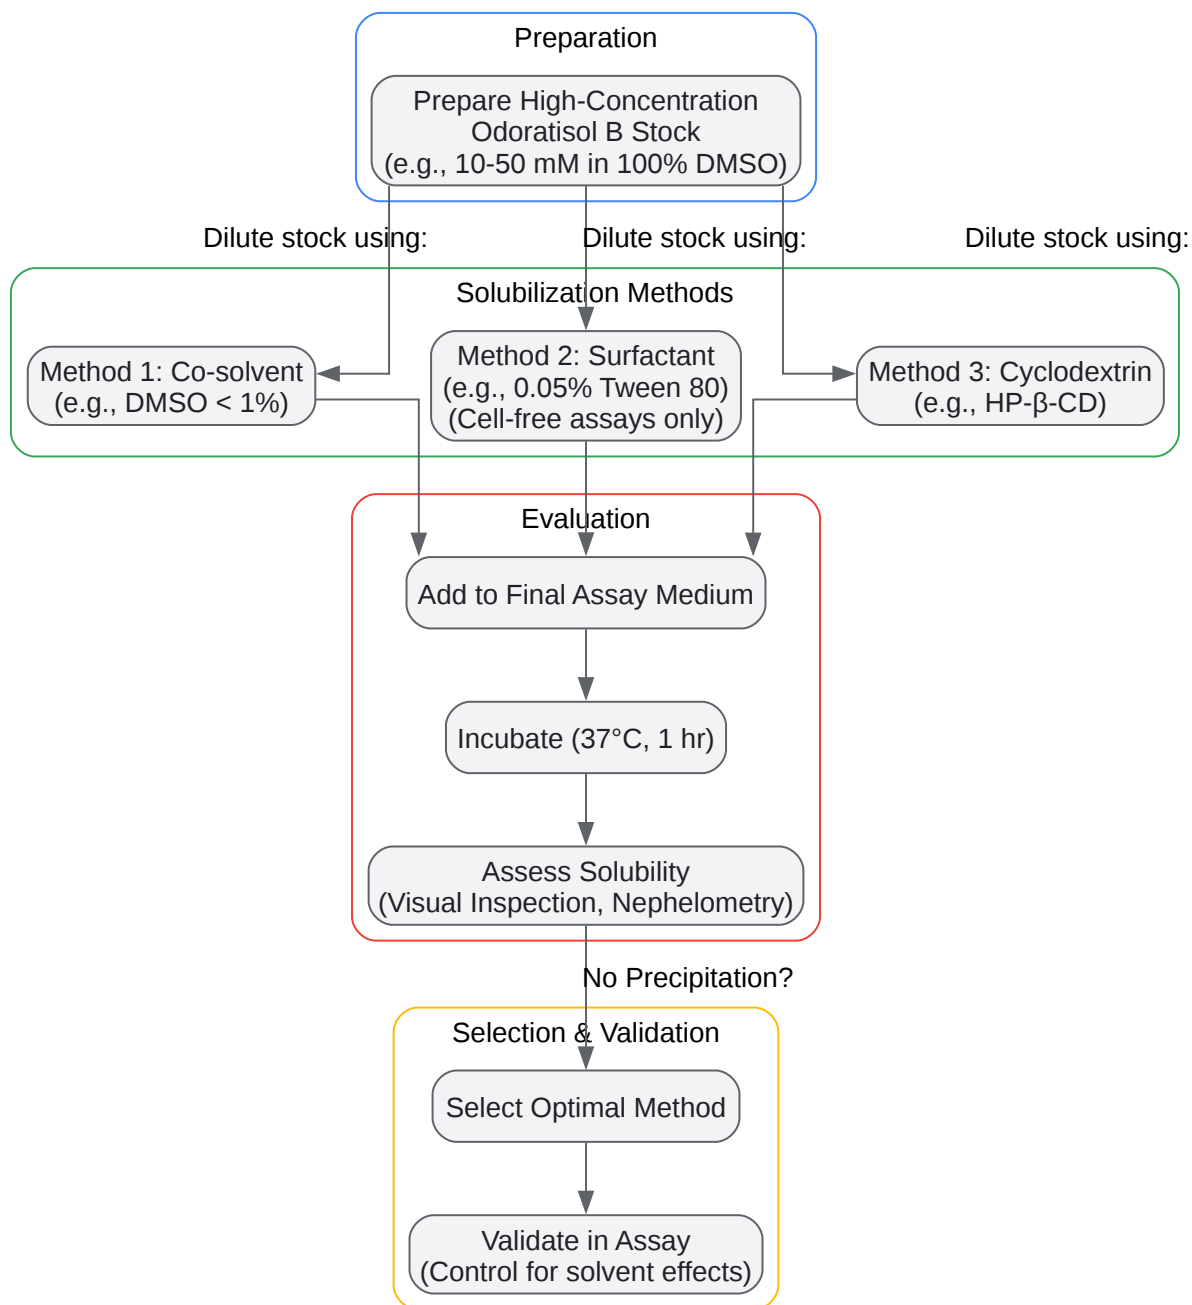 Preparation
Prepare High-Concentration
Odoratisol B Stock
(e.g., 10-50 mM in 100% DMSO)
Dilute stock using:
Dilute stock using:
Dilute stock using:
Solubilization Methods
Method 1: Co-solvent
(e.g., DMSO < 1%)
Method 2: Surfactant
(e.g., 0.05% Tween 80)
(Cell-free assays only)
Method 3: Cyclodextrin
(e.g., HP-β-CD)
Evaluation
Add to Final Assay Medium
Incubate (37°C, 1 hr)
Assess Solubility
(Visual Inspection, Nephelometry)
No Precipitation?
Selection & Validation
Select Optimal Method
Validate in Assay
(Control for solvent effects)